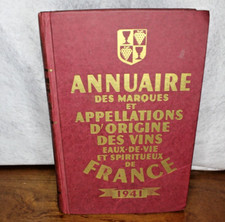 ANNUAIRE
DES MARQUES
ET
APPELLATIONS
D'ORIGINE
DES VINS
EAUX-DE-VIE
ET SPIRITUEUX
DE
FRANCE
1941